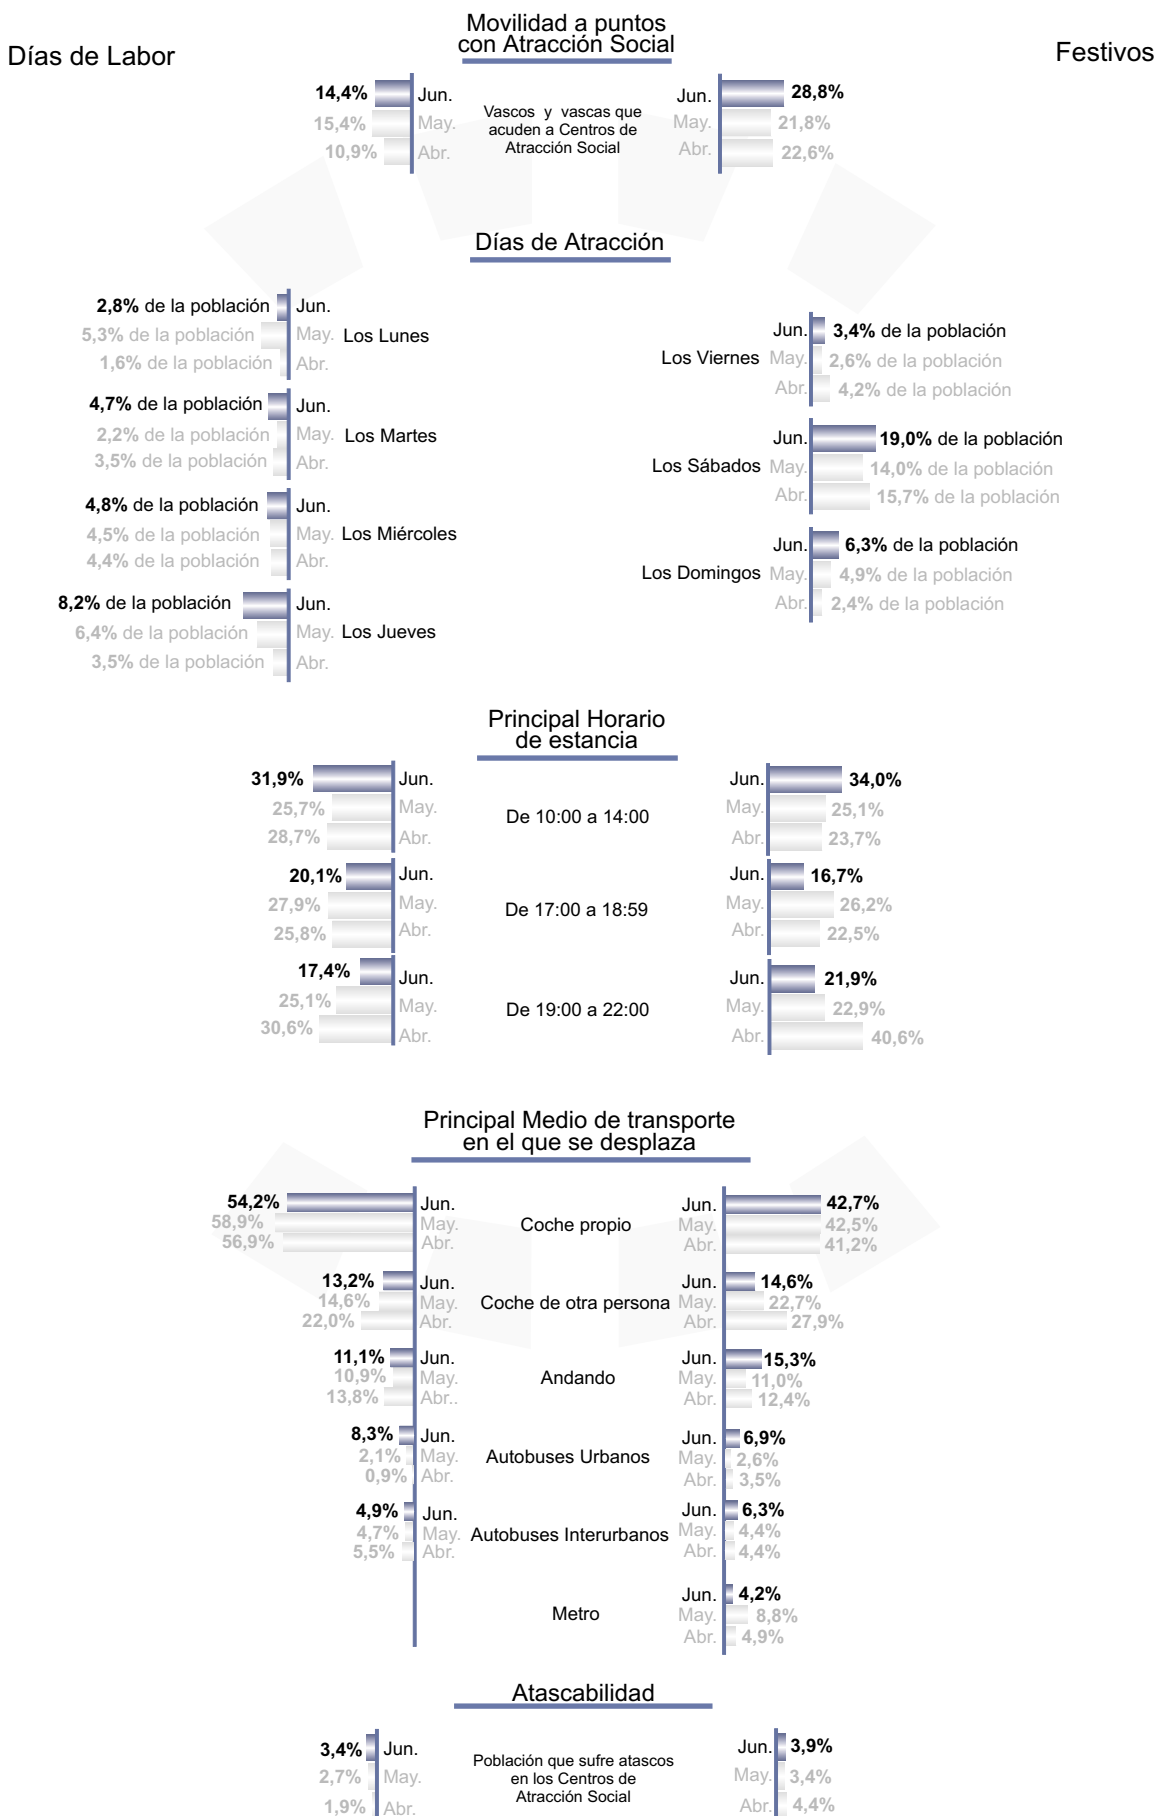 Movilidad a puntos
con Atracción Social
Días de Labor
Festivos
14,4% Jun.
15,4% May.
10,9% Abr.
Vascos y vascas que
acuden a Centros de
Atracción Social
Jun. 28,8%
May. 21,8%
Abr. 22,6%
Días de Atracción
2,8% de la población Jun.
5,3% de la población May. Los Lunes
1,6% de la población Abr.
4,7% de la población Jun.
2,2% de la población May. Los Martes
3,5% de la población Abr.
4,8% de la población Jun.
4,5% de la población May. Los Miércoles
4,4% de la población Abr.
8,2% de la población Jun.
6,4% de la población May. Los Jueves
3,5% de la población Abr.
Jun. 3,4% de la población
Los Viernes May. 2,6% de la población
Abr. 4,2% de la población
Jun. 19,0% de la población
Los Sábados May. 14,0% de la población
Abr. 15,7% de la población
Jun. 6,3% de la población
Los Domingos May. 4,9% de la población
Abr. 2,4% de la población
Principal Horario
de estancia
31,9% Jun.
25,7% May.
28,7% Abr.
De 10:00 a 14:00
Jun. 34,0%
May. 25,1%
Abr. 23,7%
20,1% Jun.
27,9% May.
25,8% Abr.
De 17:00 a 18:59
Jun. 16,7%
May. 26,2%
Abr. 22,5%
17,4% Jun.
25,1% May.
30,6% Abr.
De 19:00 a 22:00
Jun. 21,9%
May. 22,9%
Abr. 40,6%
Principal Medio de transporte
en el que se desplaza
54,2% Jun.
58,9% May.
56,9% Abr.
Coche propio
Jun. 42,7%
May. 42,5%
Abr. 41,2%
13,2% Jun.
14,6% May.
22,0% Abr.
Coche de otra persona
Jun. 14,6%
May. 22,7%
Abr. 27,9%
11,1% Jun.
10,9% May.
13,8% Abr..
Andando
Jun. 15,3%
May. 11,0%
Abr. 12,4%
8,3% Jun.
2,1% May.
0,9% Abr.
Autobuses Urbanos
Jun. 6,9%
May. 2,6%
Abr. 3,5%
4,9% Jun.
4,7% May.
5,5% Abr.
Autobuses Interurbanos
Jun. 6,3%
May. 4,4%
Abr. 4,4%
Metro
Jun. 4,2%
May. 8,8%
Abr. 4,9%
Atascabilidad
3,4% Jun.
2,7% May.
1,9% Abr.
Población que sufre atascos
en los Centros de
Atracción Social
Jun. 3,9%
May. 3,4%
Abr. 4,4%